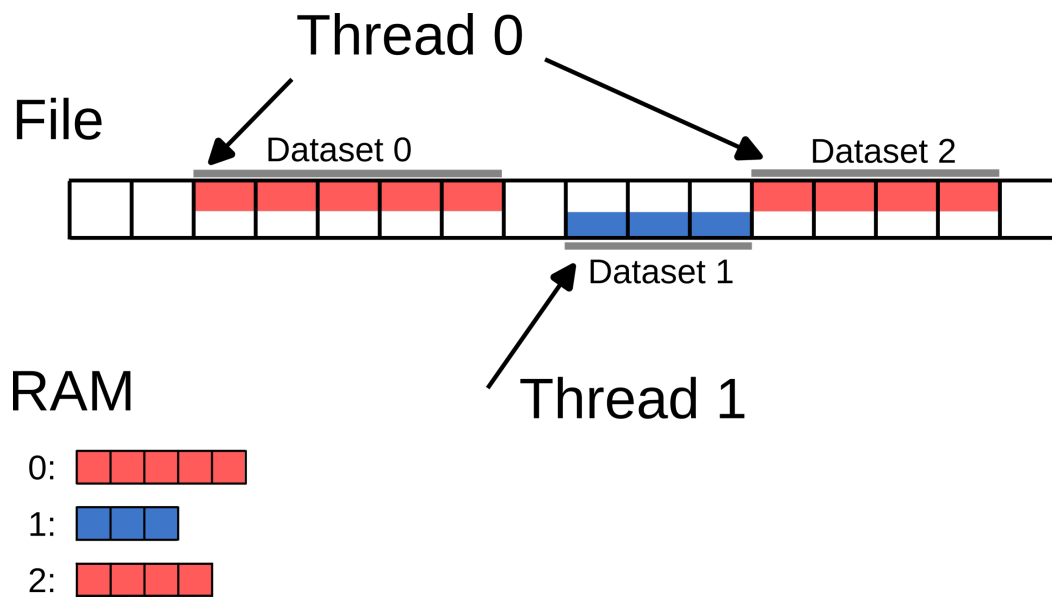 Thread 0
File
Dataset 0
Dataset 2
Dataset 1
Thread 1
RAM
0:
1:
2: